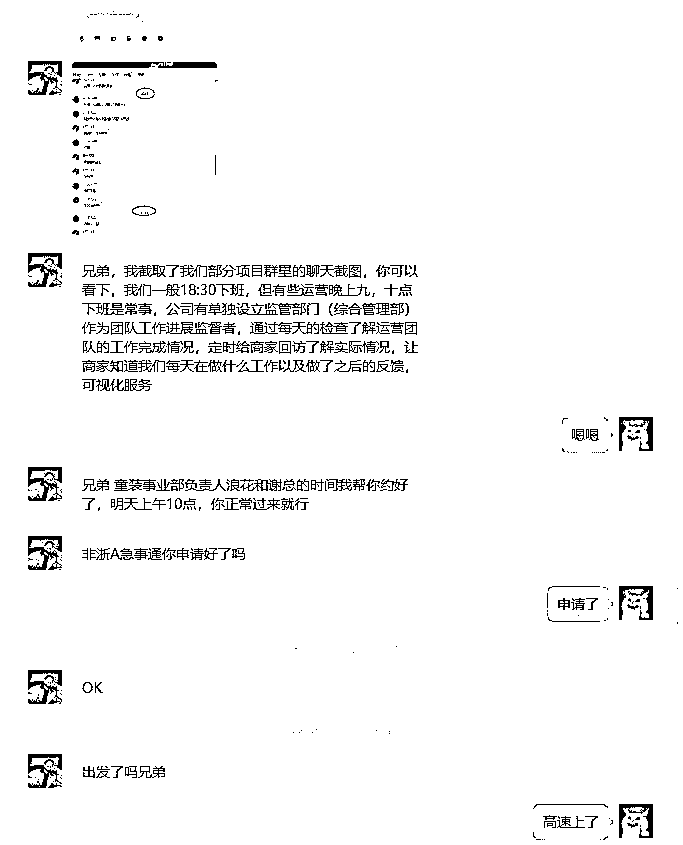 兄弟，我截取了我们部分项目群里的聊天截图，你可以
看下，我们一般18:30下班，但有些运营晚上九，十点
下班是常事，公司有单独设立监管部门（综合管理部）
作为团队工作进展监督者，通过每天的检查了解运营团
队的工作完成情况，定时给商家回访了解实际情况，让
商家知道我们每天在做什么工作以及做了之后的反馈，
可视化服务
嗯嗯
兄弟 童装事业部负责人浪花和谢总的时间我帮你约好
了，明天上午10点，你正常过来就行
非浙A急事通你申请好了吗
申请了
OK
出发了吗兄弟
高速上了